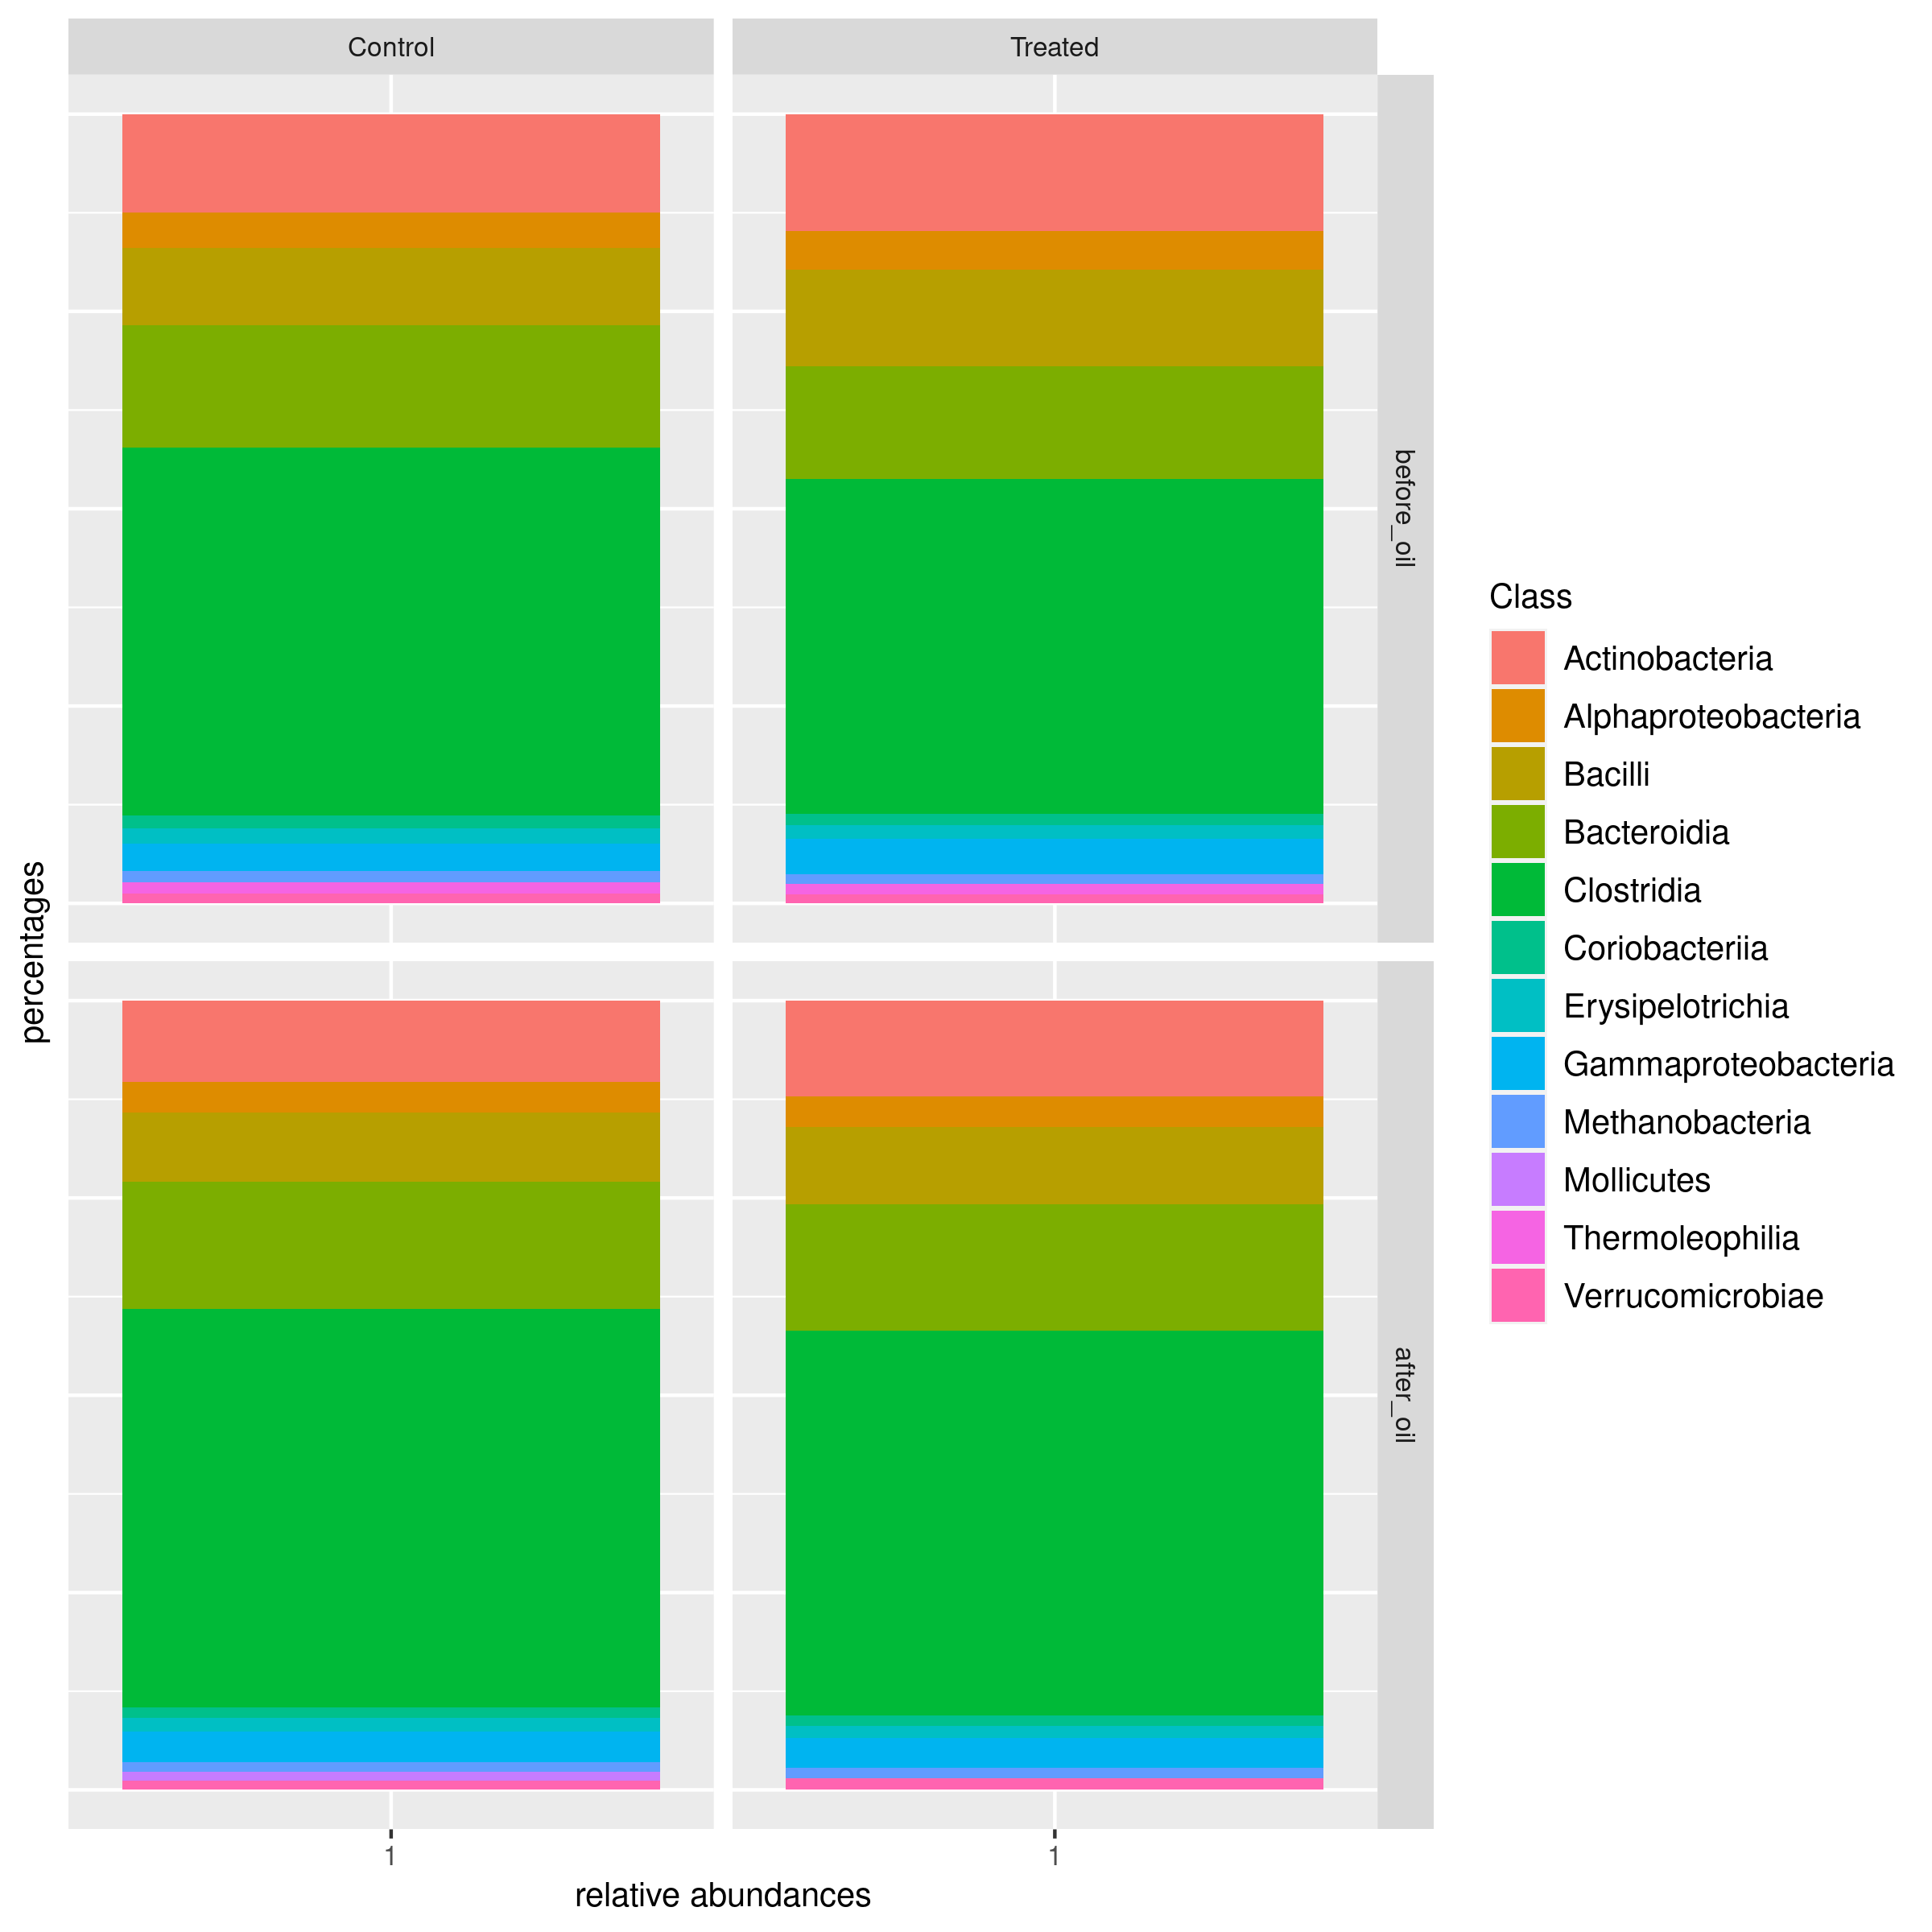 Control
Treated
before_oil
after_oil
percentages
1
1
relative abundances
Class
Actinobacteria
Alphaproteobacteria
Bacilli
Bacteroidia
Clostridia
Coriobacteriia
Erysipelotrichia
Gammaproteobacteria
Methanobacteria
Mollicutes
Thermoleophilia
Verrucomicrobiae